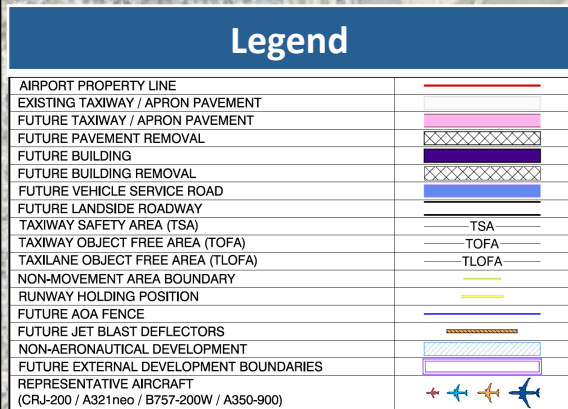 Legend
AIRPORT PROPERTY LINE
EXISTING TAXIWAY / APRON PAVEMENT
FUTURE TAXIWAY / APRON PAVEMENT
FUTURE PAVEMENT REMOVAL
FUTURE BUILDING
FUTURE BUILDING REMOVAL
FUTURE VEHICLE SERVICE ROAD
FUTURE LANDSIDE ROADWAY
TAXIWAY SAFETY AREA (TSA) TSA
TAXIWAY OBJECT FREE AREA (TOFA) TOFA
TAXILANE OBJECT FREE AREA (TLOFA) TLOFA
NON-MOVEMENT AREA BOUNDARY
RUNWAY HOLDING POSITION
FUTURE AOA FENCE
FUTURE JET BLAST DEFLECTORS
NON-AERONAUTICAL DEVELOPMENT
FUTURE EXTERNAL DEVELOPMENT BOUNDARIES
REPRESENTATIVE AIRCRAFT
(CRJ-200 / A321neo / B757-200W / A350-900)